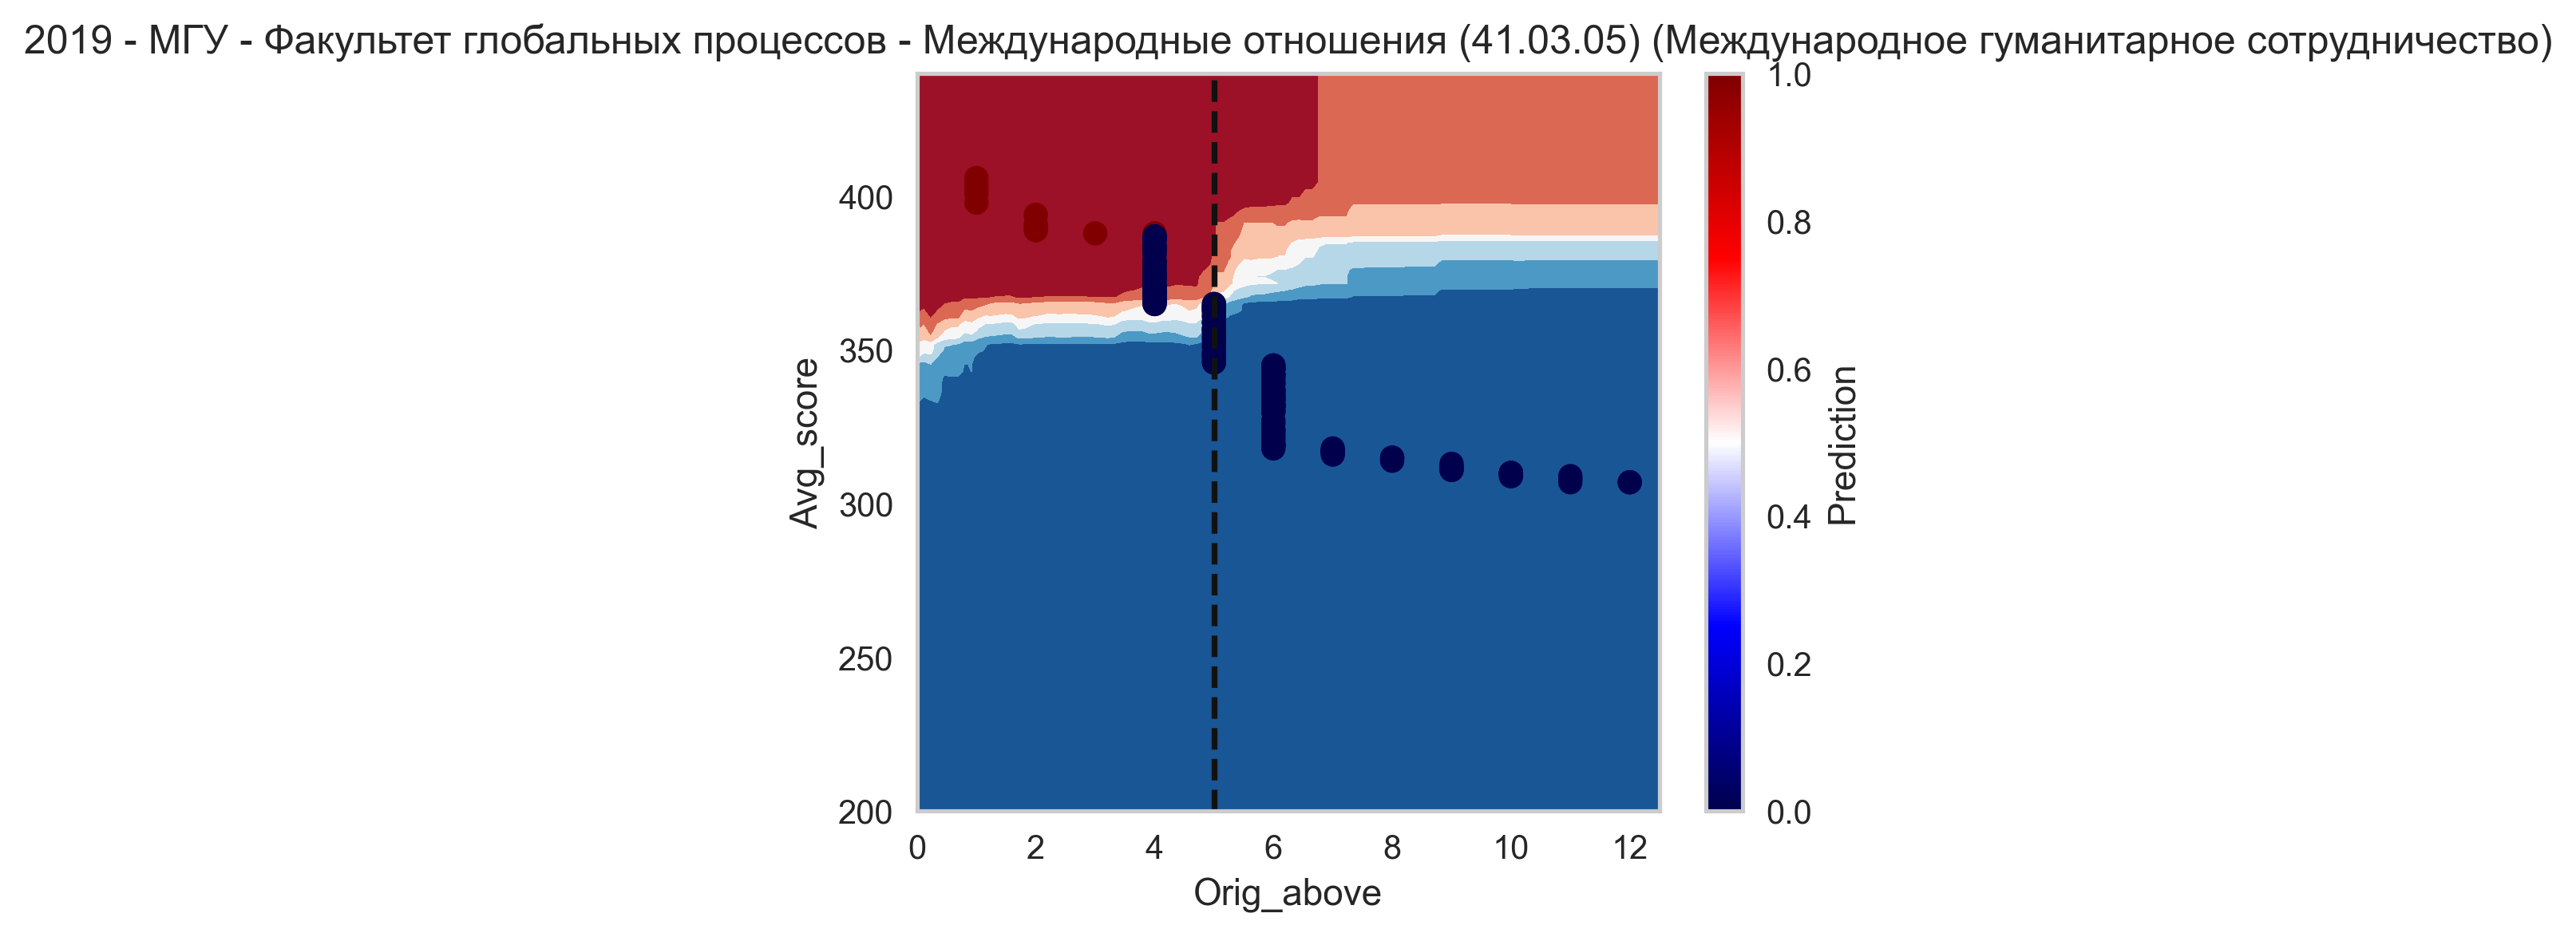 2019 - МГУ - Факультет глобальных процессов - Международные отношения (41.03.05) (Международное гуманитарное сотрудничество)
400
350
300
250
200
Avg_score
0 2 4 6 8 10 12
Orig_above
1.0
0.8
0.6
0.4
0.2
0.0
Prediction